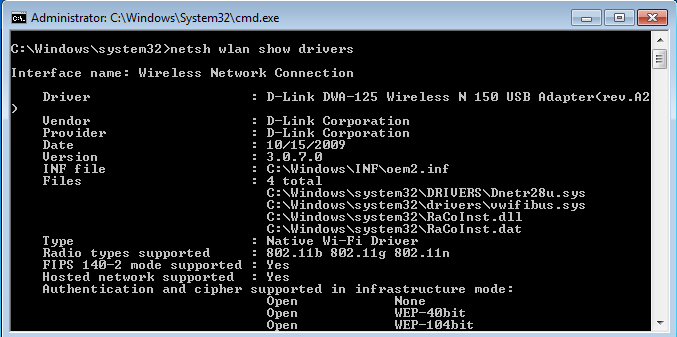 Administrator: C:\Windows\System32\cmd.exe
C:\Windows\system32>netsh wlan show drivers
Interface name: Wireless Network Connection
Driver : D-Link DWA-125 Wireless N 150 USB Adapter(rev.A2
)
Vendor : D-Link Corporation
Provider : D-Link Corporation
Date : 10/15/2009
Version : 3.0.7.0
INF file : C:\Windows\INF\oem2.inf
Files : 4 total
C:\Windows\system32\DRIVERS\Dnetr28u.sys
C:\Windows\system32\drivers\vwifibus.sys
C:\Windows\system32\RaCoInst.dll
C:\Windows\system32\RaCoInst.dat
Type : Native Wi-Fi Driver
Radio types supported : 802.11b 802.11g 802.11n
FIPS 140-2 mode supported : Yes
Hosted network supported : Yes
Authentication and cipher supported in infrastructure mode:
Open None
Open WEP-40bit
Open WEP-104bit